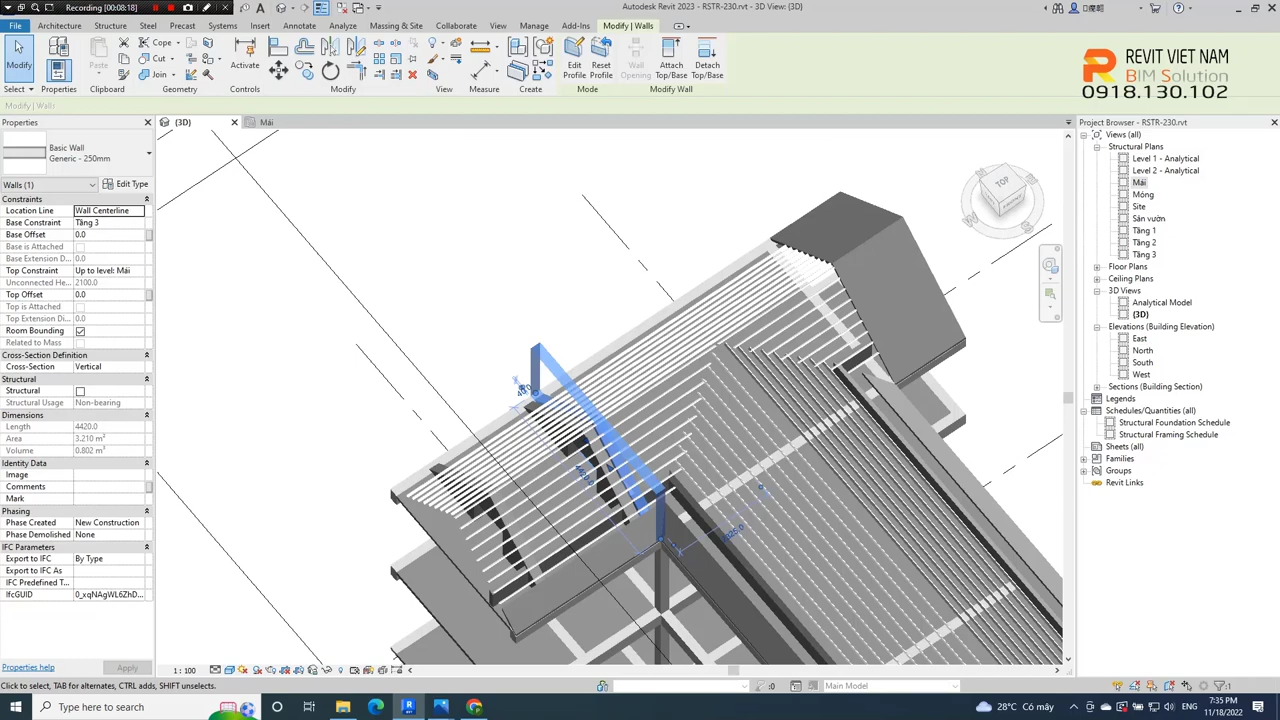 Recording [00:08:18]
Autodesk Revit 2023 - RSTR-230.rvt - 3D View: {3D}
File Architecture Structure Steel Precast Systems Insert Annotate Analyze Massing & Site Collaborate View Manage Add-Ins Modify | Walls
Modify
Select
Properties
Paste
Clipboard
Cope
Cut
Join
Geometry
Activate
Controls
Modify
View
Measure
Create
Edit Profile
Reset Profile
Mode
Wall Opening
Attach Top/Base
Detach Top/Base
Modify Wall
REVIT VIET NAM
BIM Solution
0918.130.102
Modify | Walls
Properties
{3D}
Mái
Basic Wall
Generic - 250mm
Walls (1)
Edit Type
Constraints
Location Line Wall Centerline
Base Constraint Tầng 3
Base Offset 0.0
Base is Attached
Base Extension D...
Top Constraint Up to level: Mái
Unconnected He... 2100.0
Top Offset 0.0
Top is Attached
Top Extension Di...
Room Bounding
Related to Mass
Cross-Section Definition
Cross-Section Vertical
Structural
Structural
Structural Usage Non-bearing
Dimensions
Length 4420.0
Area 3.210 m²
Volume 0.802 m³
Identity Data
Image
Comments
Mark
Phasing
Phase Created New Construction
Phase Demolished None
IFC Parameters
Export to IFC By Type
Export to IFC As
IFC Predefined T...
IfcGUID 0_xqNAgWL6ZhD...
Properties help
Apply
TOP
Project Browser - RSTR-230.rvt
Views (all)
Structural Plans
Level 1 - Analytical
Level 2 - Analytical
Mái
Móng
Site
Sân vườn
Tầng 1
Tầng 2
Tầng 3
Floor Plans
Ceiling Plans
3D Views
Analytical Model
{3D}
Elevations (Building Elevation)
East
North
South
West
Sections (Building Section)
Legends
Schedules/Quantities (all)
Structural Foundation Schedule
Structural Framing Schedule
Sheets (all)
Families
Groups
Revit Links
1 : 100
Click to select, TAB for alternates, CTRL adds, SHIFT unselects.
:0
Main Model
:1
Type here to search
28°C Có mây
ENG
7:35 PM
11/18/2022